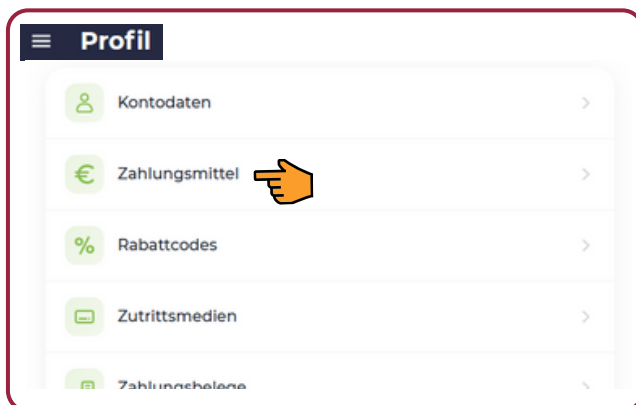 Profil
Kontodaten
€ Zahlungsmittel
% Rabattcodes
Zutrittsmedien
Zahlungsbelege